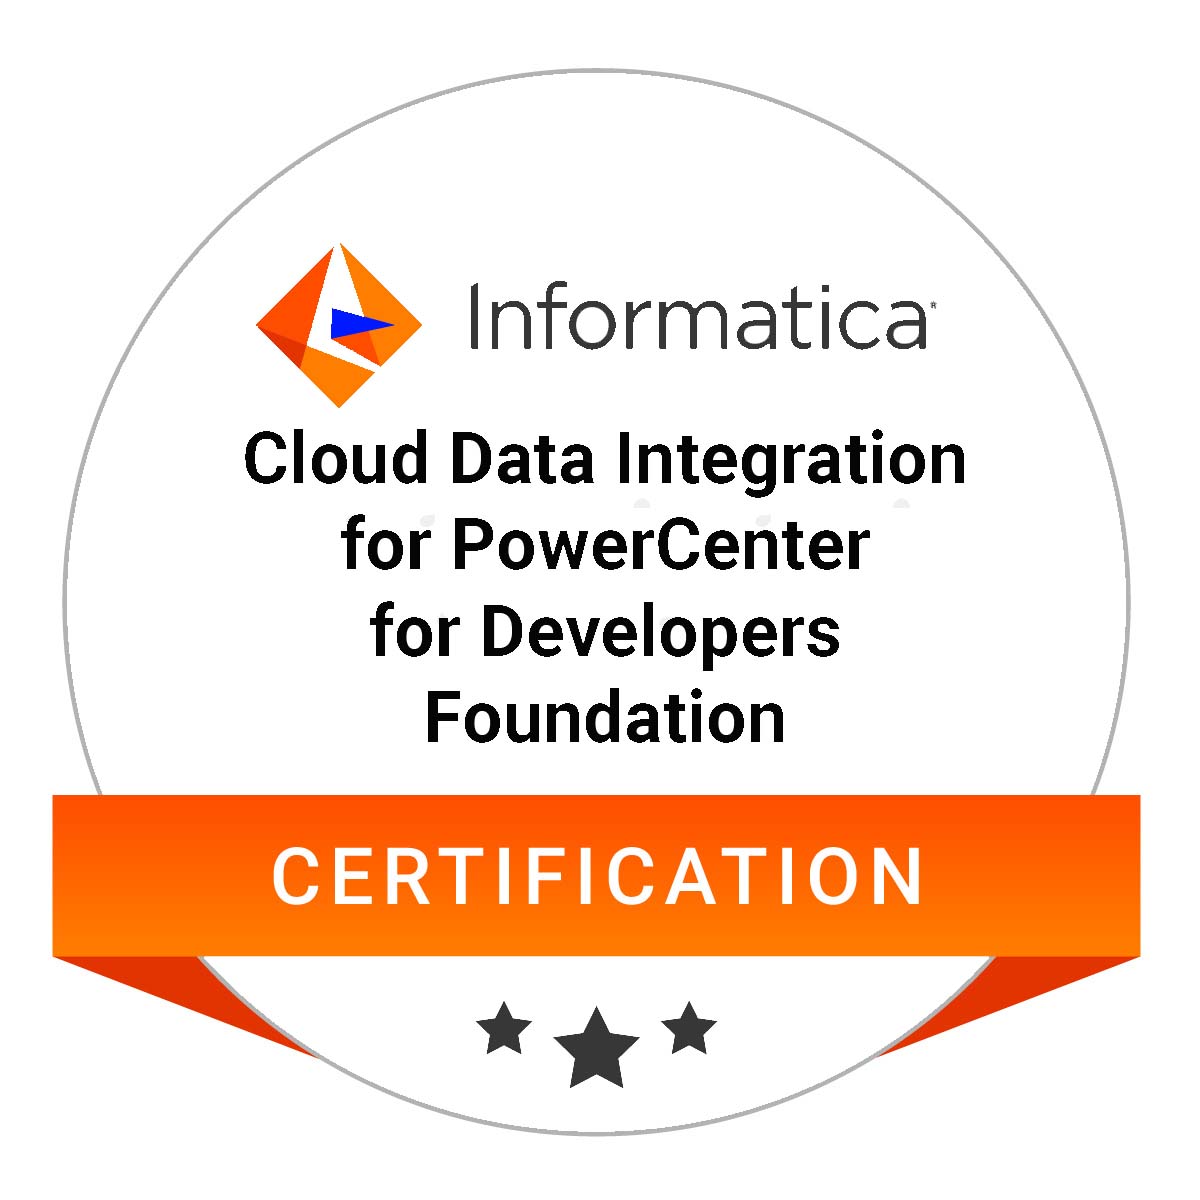 Informatica
Cloud Data Integration
for PowerCenter
for Developers
Foundation
CERTIFICATION